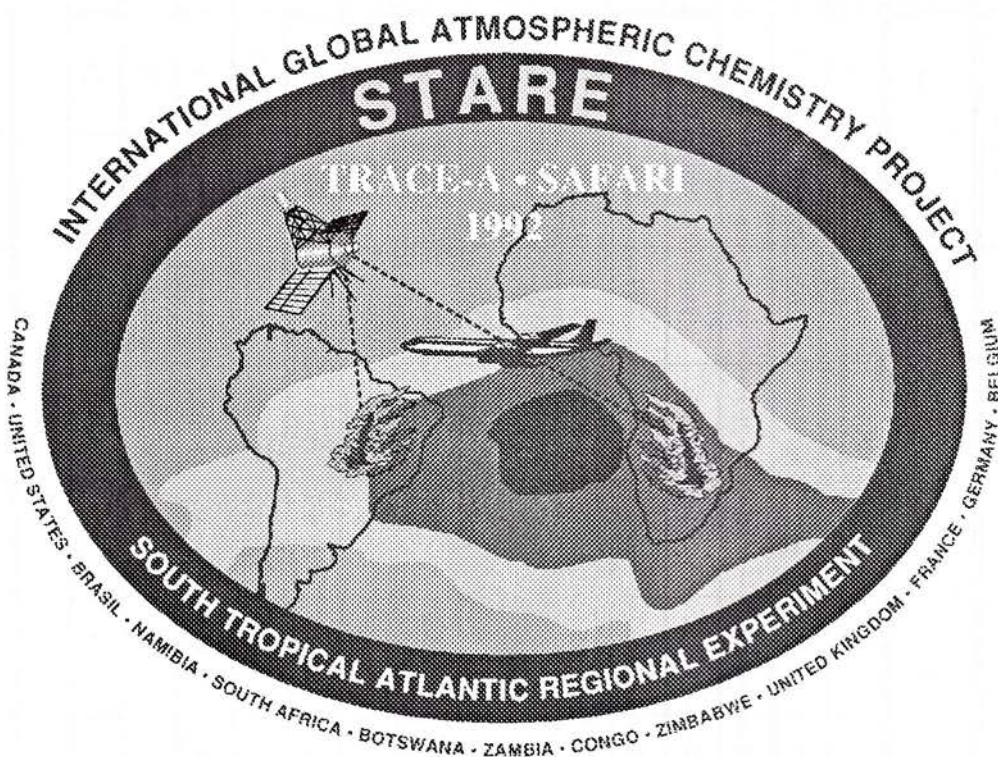 INTERNATIONAL GLOBAL ATMOSPHERIC CHEMISTRY PROJECT
STARE
TRACE-A • SAFARI
1992
SOUTH TROPICAL ATLANTIC REGIONAL EXPERIMENT
CANADA • UNITED STATES • BRASIL • NAMIBIA • SOUTH AFRICA • BOTSWANA • ZAMBIA • CONGO • ZIMBABWE • UNITED KINGDOM • FRANCE • GERMANY • BELGIUM